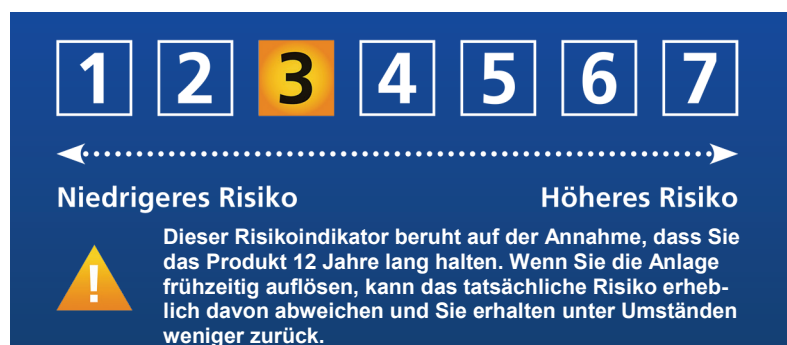 1 2 3 4 5 6 7
Niedrigeres Risiko Höheres Risiko
Dieser Risikoindikator beruht auf der Annahme, dass Sie
das Produkt 12 Jahre lang halten. Wenn Sie die Anlage
frühzeitig auflösen, kann das tatsächliche Risiko erheb-
lich davon abweichen und Sie erhalten unter Umständen
weniger zurück.